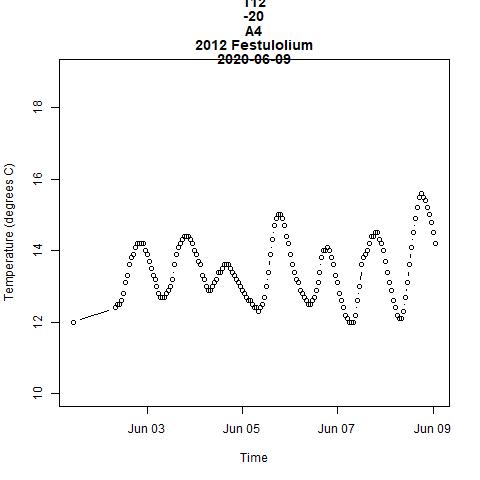 T12
-20
A4
2012 Festulolium
2020-06-09
Temperature (degrees C)
18
16
14
12
10
Jun 03
Jun 05
Jun 07
Jun 09
Time